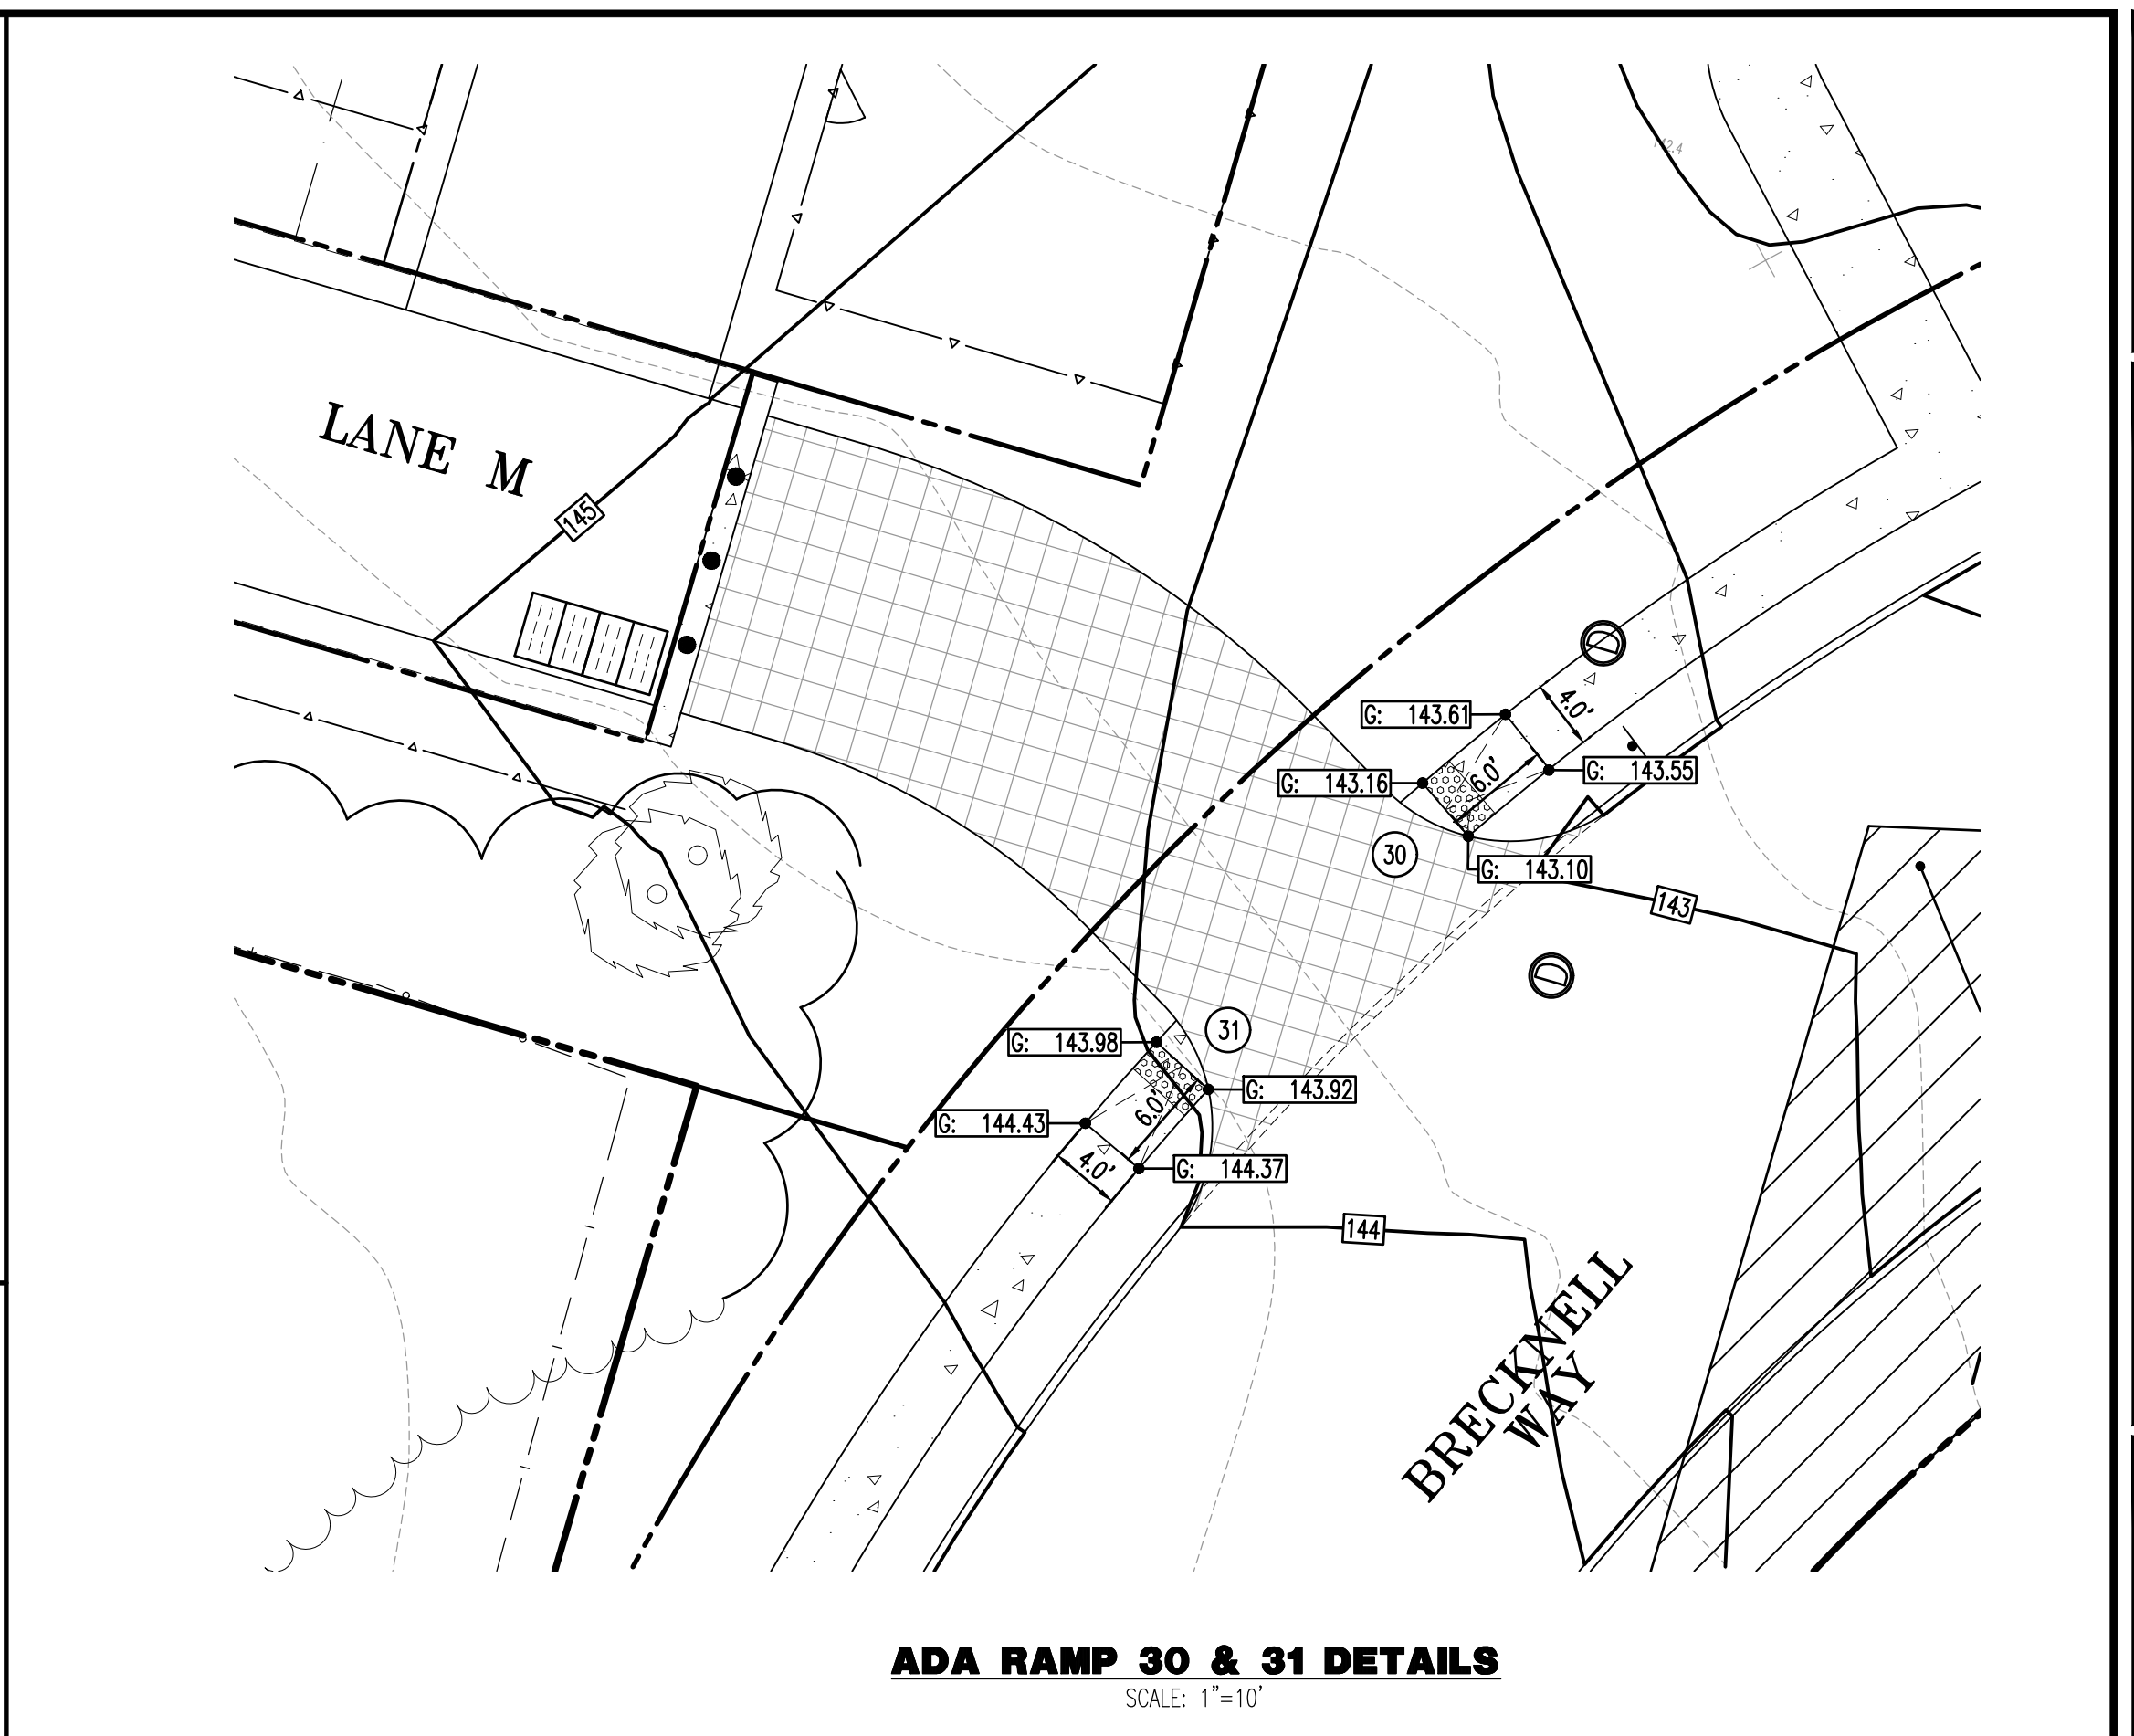 LANE M
145
G: 143.61
4.0'
G: 143.16
6.0'
G: 143.55
30
G: 143.10
143
D
D
31
G: 143.98
G: 143.92
6.0'
G: 144.43
4.0'
G: 144.37
144
BRECKNELL
WAY
ADA RAMP 30 & 31 DETAILS
SCALE: 1"=10'